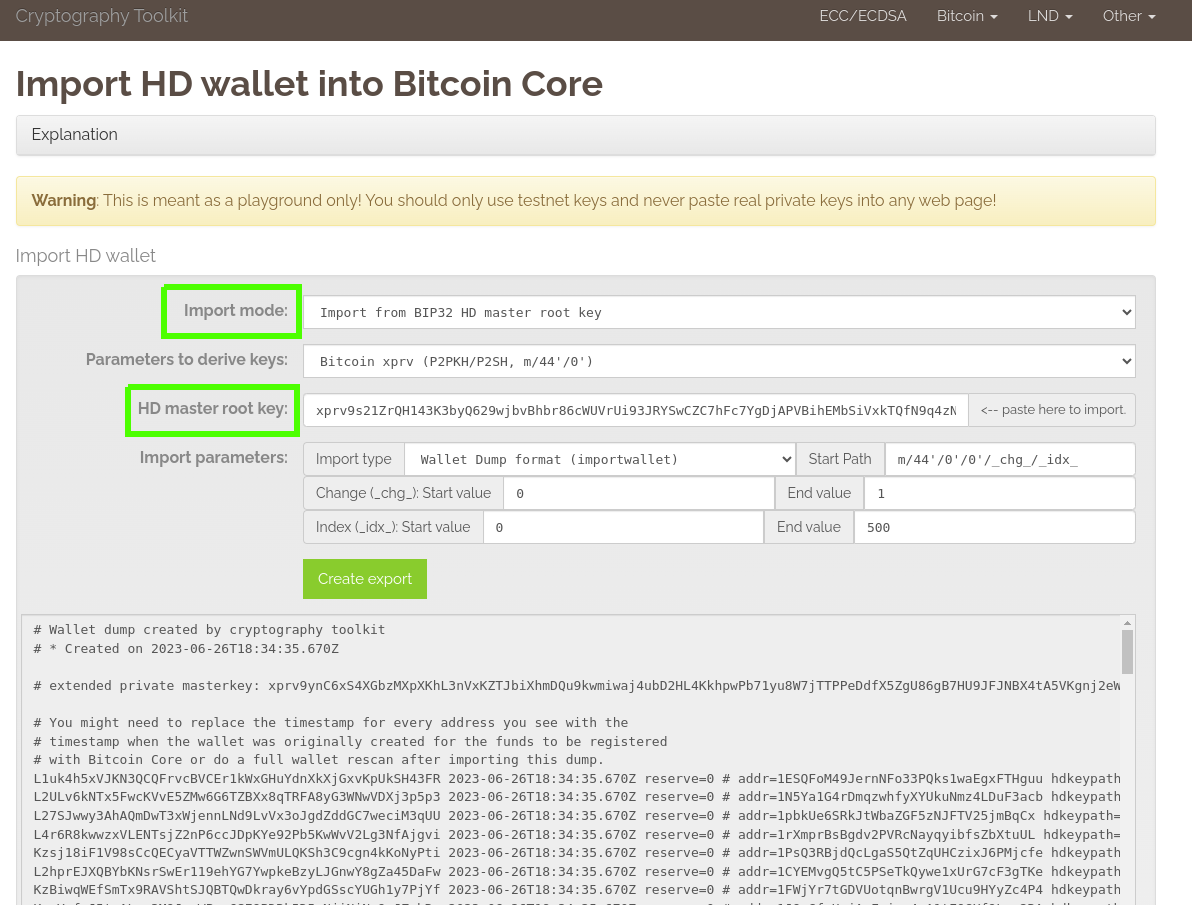 Cryptography Toolkit ECC/ECDSA Bitcoin LND Other
Import HD wallet into Bitcoin Core
Explanation
Warning: This is meant as a playground only! You should only use testnet keys and never paste real private keys into any web page!
Import HD wallet
Import mode: Import from BIP32 HD master root key
Parameters to derive keys: Bitcoin xprv (P2PKH/P2SH, m/44'/0')
HD master root key: xprv9s21ZrQH143K3byQ629wjbvBhbr86cWUVrUi93JRYSwCZC7hFc7YgDjAPVBihEMbSiVxkTQfN9q4zN <-- paste here to import.
Import parameters: Import type Wallet Dump format (importwallet) Start Path m/44'/0'/0'/_chg_/_idx_
Change (_chg_): Start value 0 End value 1
Index (_idx_): Start value 0 End value 500
Create export
# Wallet dump created by cryptography toolkit
# * Created on 2023-06-26T18:34:35.670Z
# extended private masterkey: xprv9ynC6xS4XGbzMXpXKhL3nVxKZTJbiXhmDQu9kwmiwaj4ubD2HL4KkhpwPb71yu8W7jTTPPeDdfX5ZgU86gB7HU9JFJNBX4tA5VKgnj2eW
# You might need to replace the timestamp for every address you see with the
# timestamp when the wallet was originally created for the funds to be registered
# with Bitcoin Core or do a full wallet rescan after importing this dump.
L1uk4h5xVJKN3QCQFrvcBVCEr1kWxGHuYdnXkXjGxvKpUkSH43FR 2023-06-26T18:34:35.670Z reserve=0 # addr=1ESQFoM49JernNFo33PQks1waEgxFTHguu hdkeypath
L2ULv6kNTx5FwcKVvE5ZMw6G6TZBXx8qTRFA8yG3WNwVDXj3p5p3 2023-06-26T18:34:35.670Z reserve=0 # addr=1N5Ya1G4rDmqzwhfyXYUkuNmz4LDuF3acb hdkeypath
L27SJwwy3AhAQmDwT3xWjennLNd9LvVx3oJgdZddGC7weciM3qUU 2023-06-26T18:34:35.670Z reserve=0 # addr=1pbkUe6SRkJtWbaZGF5zNJFTV25jmBqCx hdkeypath=
L4r6R8kwwzxVLENTsjZ2nP6ccJDpKYe92Pb5KwWvV2Lg3NfAjgvi 2023-06-26T18:34:35.670Z reserve=0 # addr=1rXmprBsBgdv2PVRcNayqyibfsZbXtuUL hdkeypath=
Kzsj18iF1V98sCcQECyaVTTWZwnSWVmULQKSh3C9cgn4kKoNyPti 2023-06-26T18:34:35.670Z reserve=0 # addr=1PsQ3RBjdQcLgaS5QtZqUHCzixJ6PMjcfe hdkeypath
L2hprEJXQBYbKNsrSwEr119ehYG7YwpkeBzyLJGnwY8gZa45DaFw 2023-06-26T18:34:35.670Z reserve=0 # addr=1CYEMvgQ5tC5PSeTkQywe1xUrG7cF3gTKe hdkeypath
KzBiwqWEfSmTx9RAVShtSJQBTQwDkray6vYpdGSscYUGh1y7PjYf 2023-06-26T18:34:35.670Z reserve=0 # addr=1FWjYr7tGDVUotqnBwrgV1Ucu9HYyZc4P4 hdkeypath